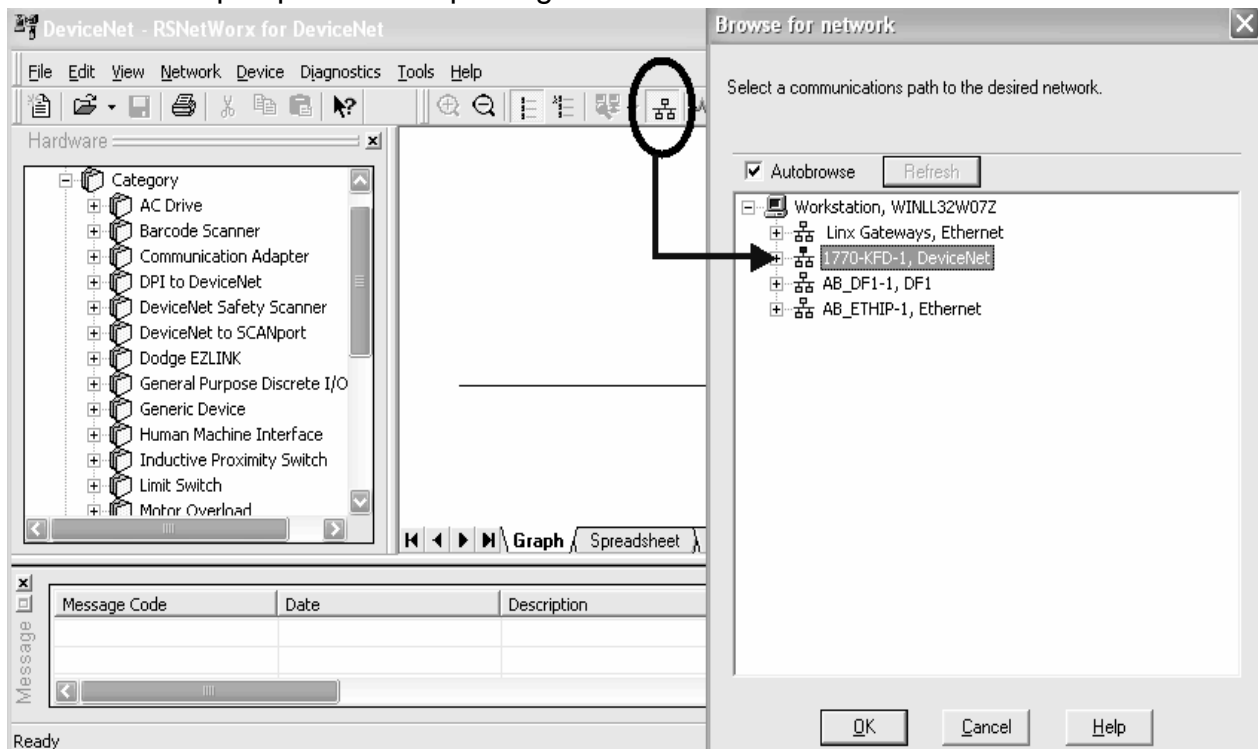 DeviceNet - RSNetWorx for DeviceNet
File Edit View Network Device Diagnostics Tools Help
Hardware
Category
AC Drive
Barcode Scanner
Communication Adapter
DPI to DeviceNet
DeviceNet Safety Scanner
DeviceNet to SCANport
Dodge EZLINK
General Purpose Discrete I/O
Generic Device
Human Machine Interface
Inductive Proximity Switch
Limit Switch
Motor Overload
Graph Spreadsheet
Message Code Date Description
Message
Ready
Browse for network
Select a communications path to the desired network.
Autobrowse Refresh
Workstation, WINLL32W07Z
Linx Gateways, Ethernet
1770-KFD-1, DeviceNet
AB_DF1-1, DF1
AB_ETHIP-1, Ethernet
OK Cancel Help